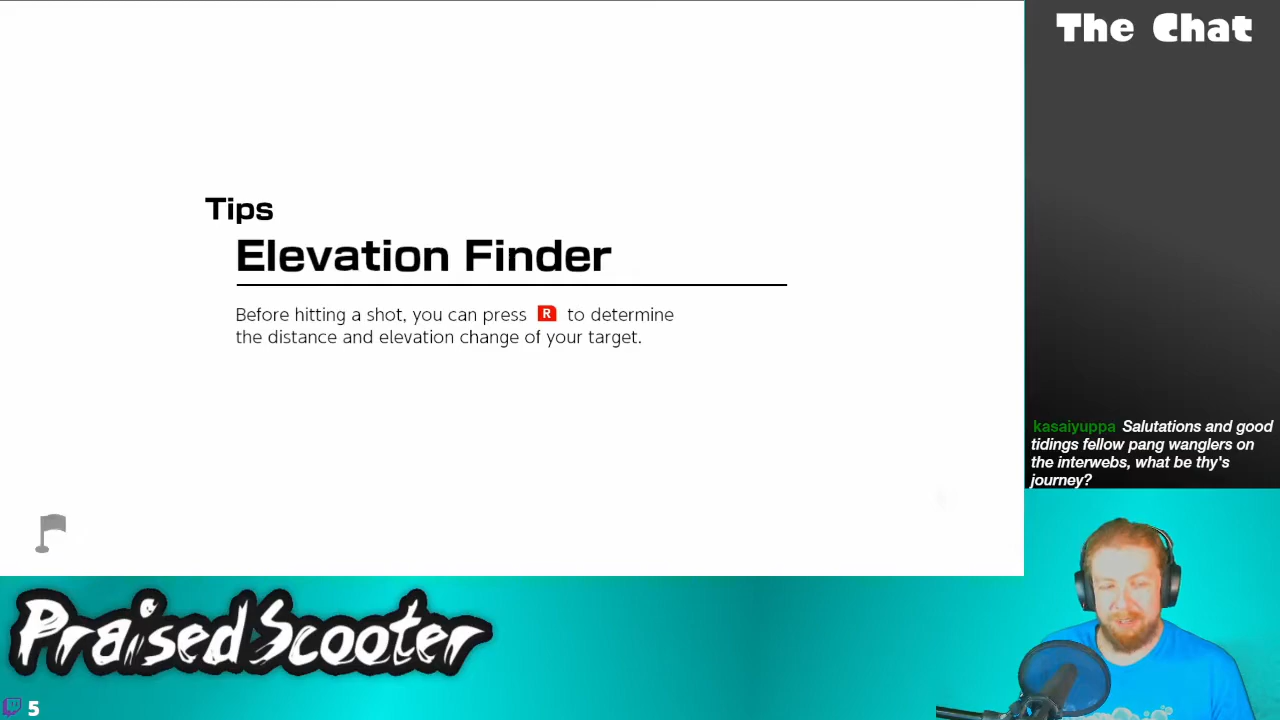 The Chat
Tips
Elevation Finder
Before hitting a shot, you can press R to determine
the distance and elevation change of your target.
kasaiyuppa Salutations and good
tidings fellow pang wanglers on
the interwebs, what be thy's
journey?
PraisedScooter
5